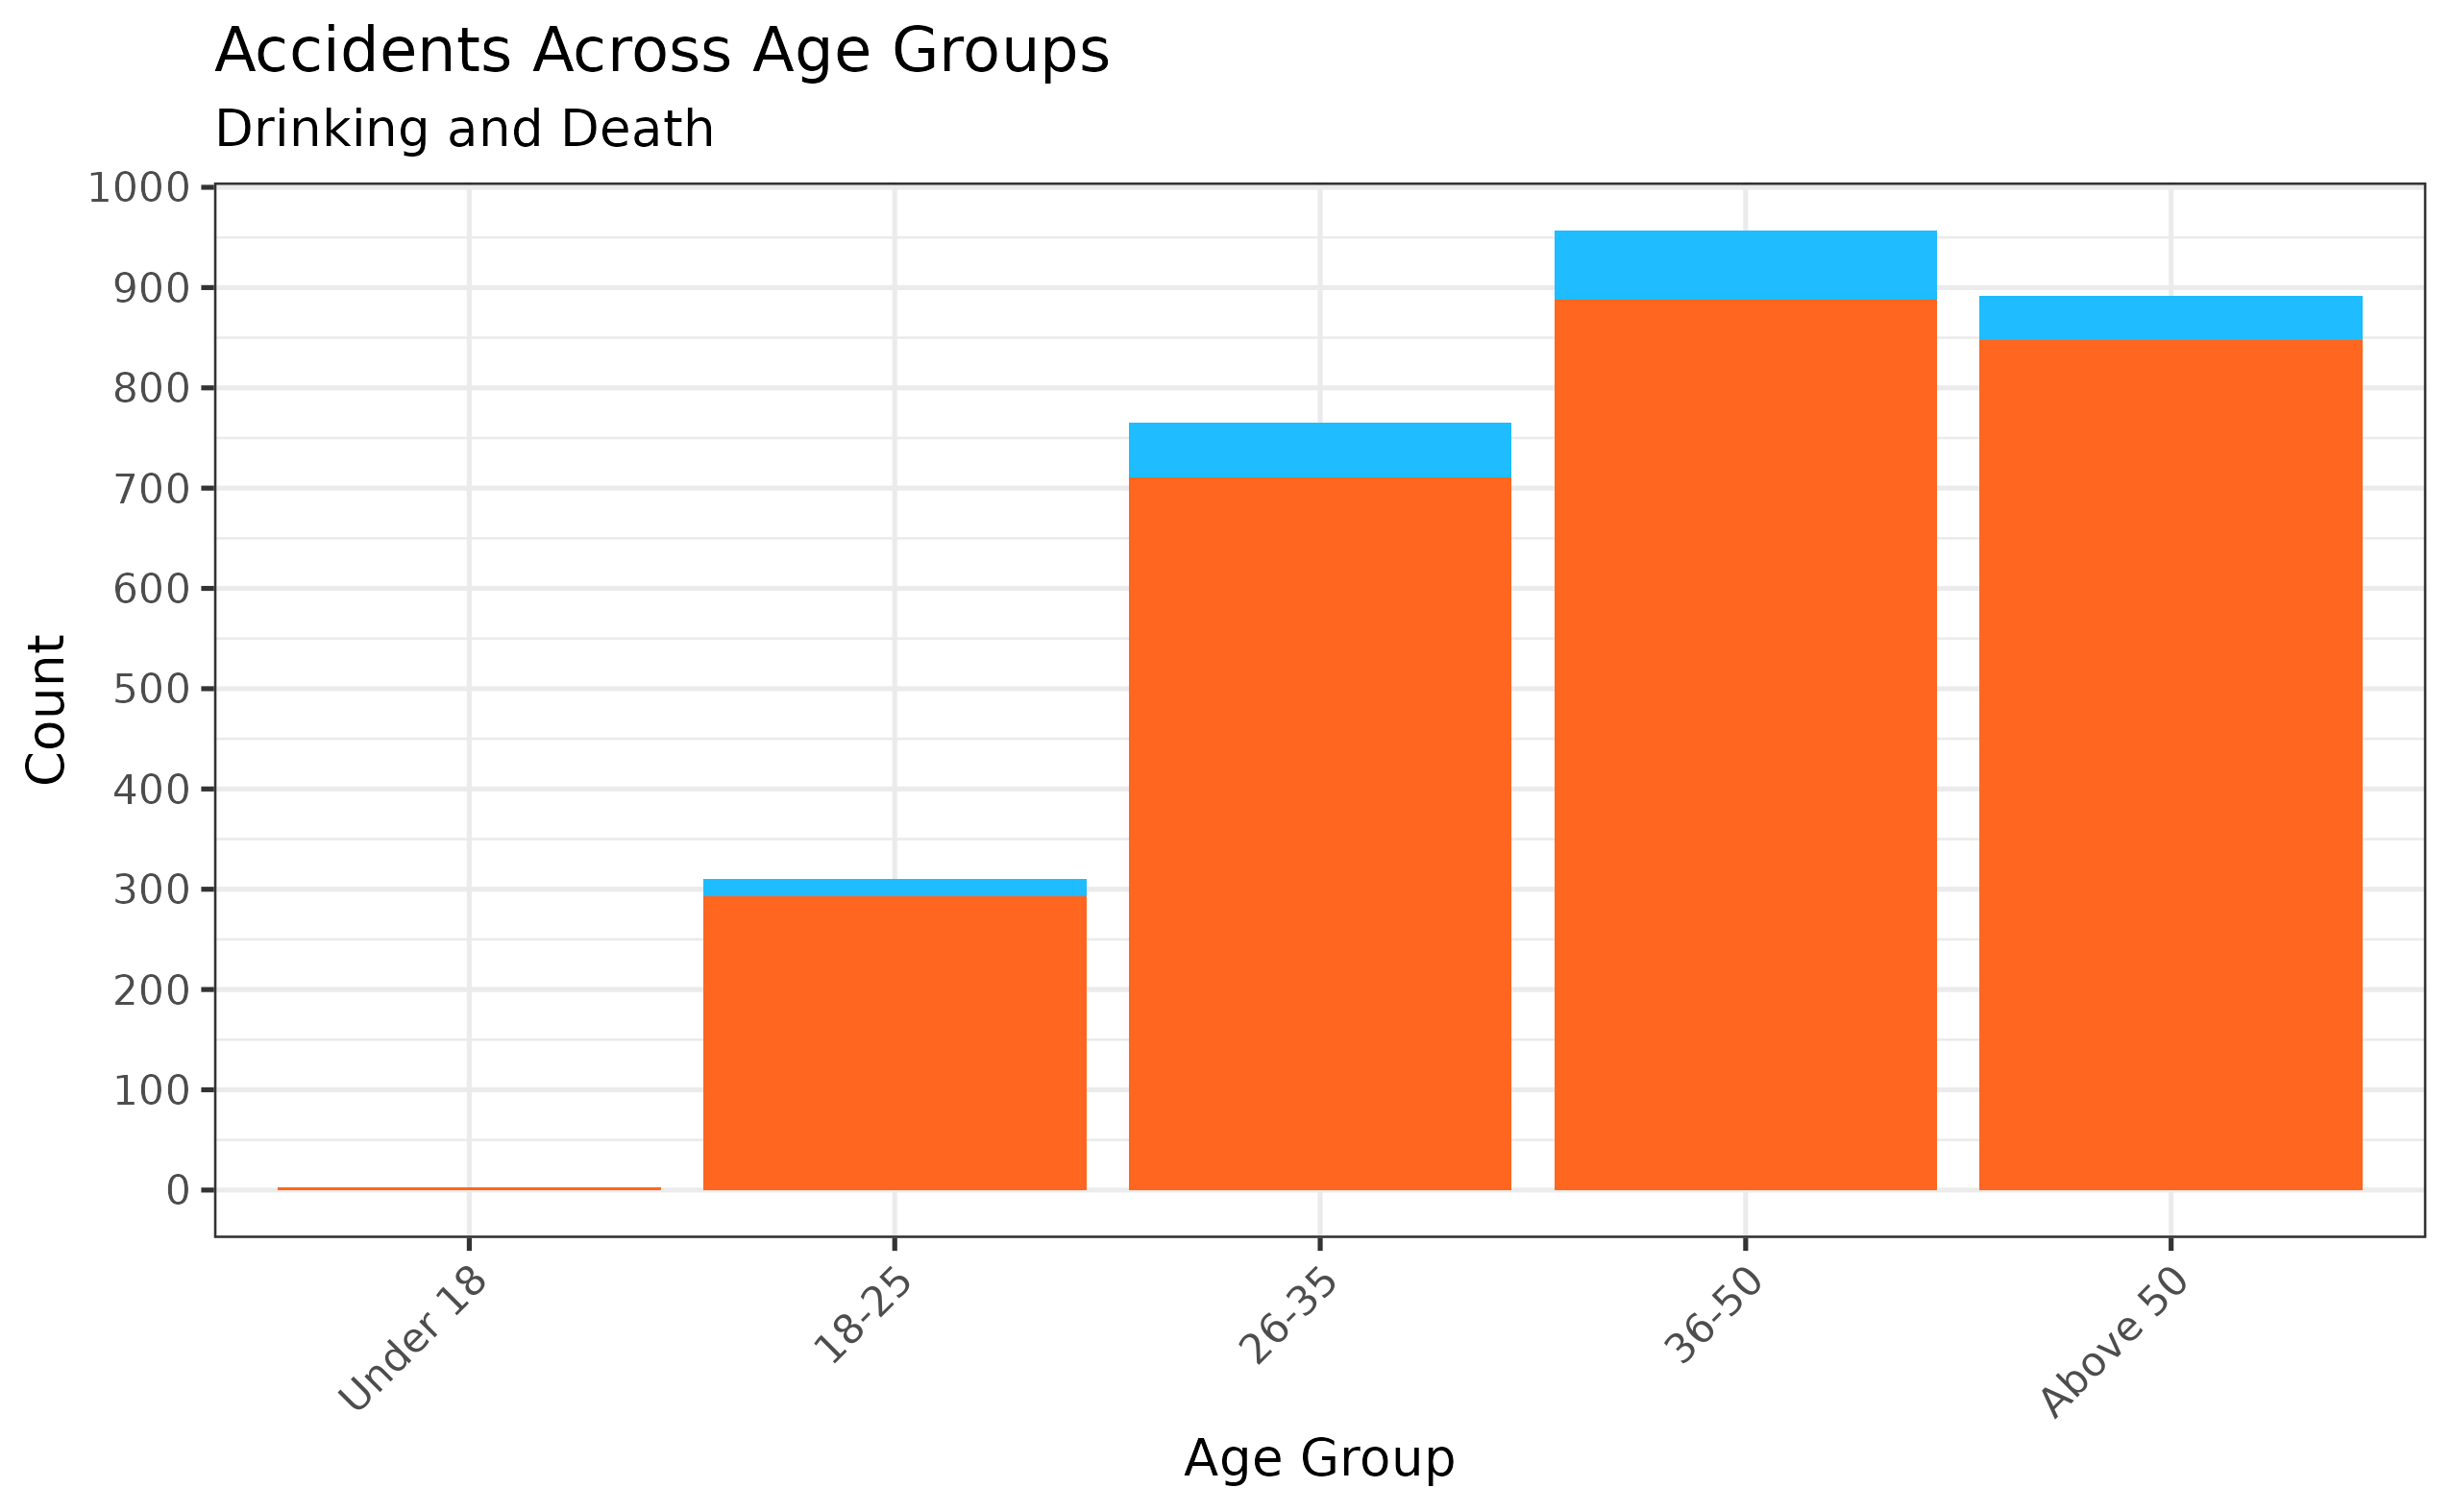 Accidents Across Age Groups
Drinking and Death
1000
900
800
700
600
500
400
300
200
100
0
Count
Under 18
18-25
26-35
36-50
Above 50
Age Group